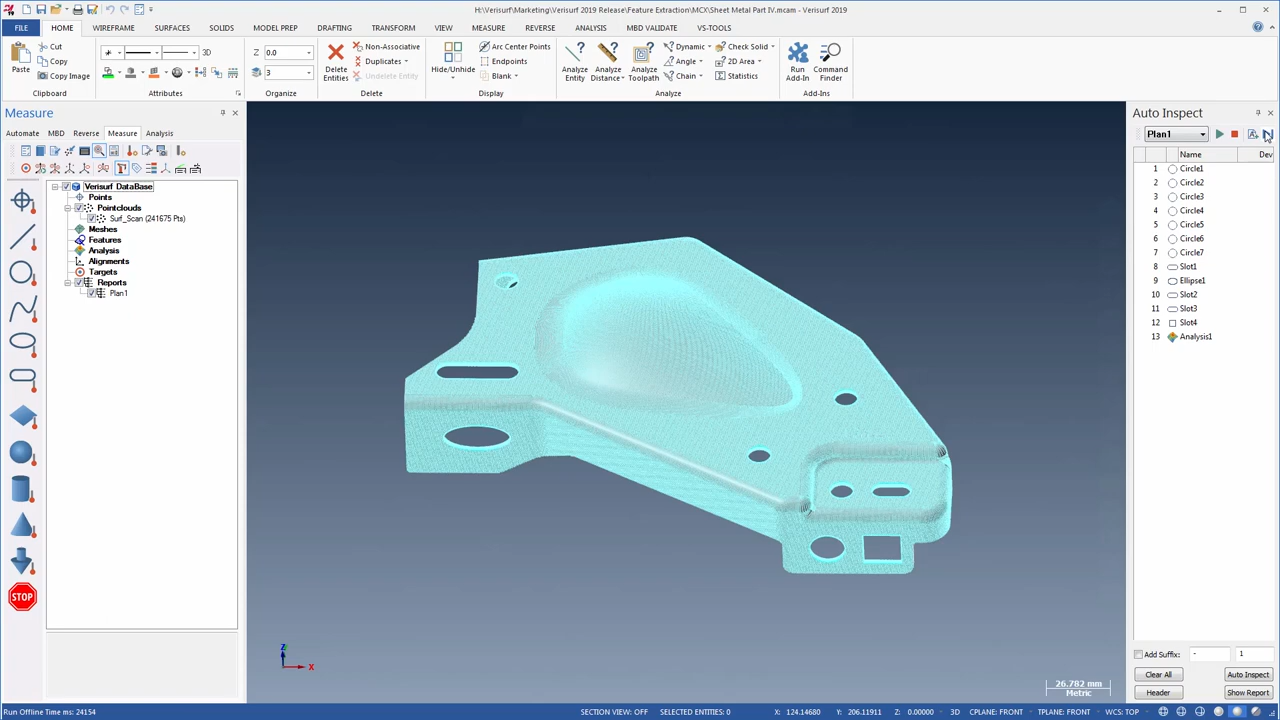 H:\Verisurf\Marketing\Verisurf 2019 Release\Feature Extraction\MCX\Sheet Metal Part IV.mcam - Verisurf 2019
FILE HOME WIREFRAME SURFACES SOLIDS MODEL PREP DRAFTING TRANSFORM VIEW MEASURE REVERSE ANALYSIS MBD VALIDATE VS-TOOLS
Paste
Cut
Copy
Copy Image
Clipboard
3D
Attributes
Z 0.0
3
Organize
Delete Entities
Non-Associative
Duplicates
Undelete Entity
Delete
Hide/Unhide
Arc Center Points
Endpoints
Blank
Display
Analyze Entity
Analyze Distance
Analyze Toolpath
Dynamic
Angle
Chain
Check Solid
2D Area
Statistics
Analyze
Run Add-In
Command Finder
Add-Ins
Measure
Automate MBD Reverse Measure Analysis
Verisurf DataBase
Points
Pointclouds
Surf_Scan (241675 Pts)
Meshes
Features
Analysis
Alignments
Targets
Reports
Plan1
STOP
Z
X
26.782 mm
Metric
Auto Inspect
Plan1
Name Dev
1 Circle1
2 Circle2
3 Circle3
4 Circle4
5 Circle5
6 Circle6
7 Circle7
8 Slot1
9 Ellipse1
10 Slot2
11 Slot3
12 Slot4
13 Analysis1
Add Suffix: - 1
Clear All Auto Inspect
Header Show Report
Run Offline Time ms: 24154 SECTION VIEW: OFF SELECTED ENTITIES: 0 X: 124.14680 Y: 206.11911 Z: 0.00000 3D CPLANE: FRONT TPLANE: FRONT WCS: TOP